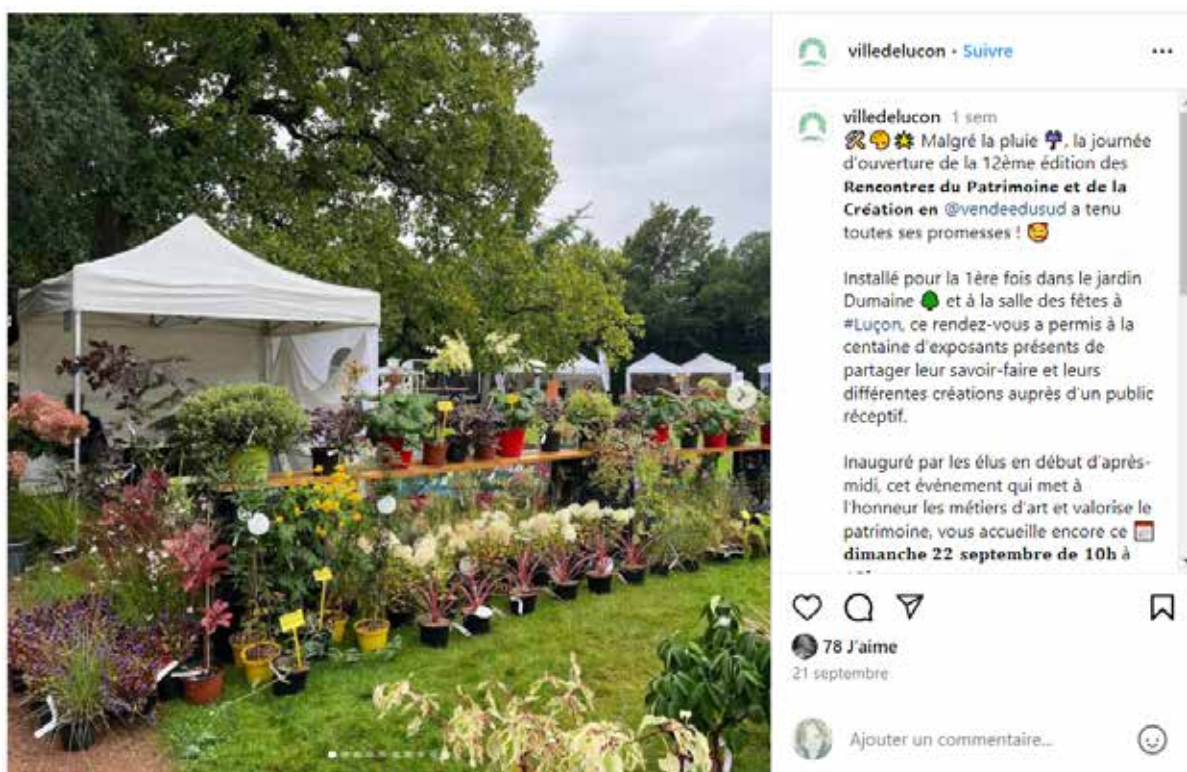 villedelucon • Suivre
villedelucon 1 sem
🛠️🎨🌟 Malgré la pluie ☔, la journée
d'ouverture de la 12ème édition des
Rencontres du Patrimoine et de la
Création en @vendeedusud a tenu
toutes ses promesses ! 🥰
Installé pour la 1ère fois dans le jardin
Dumaine 🌳 et à la salle des fêtes à
#Luçon, ce rendez-vous a permis à la
centaine d'exposants présents de
partager leur savoir-faire et leurs
différentes créations auprès d'un public
réceptif.
Inauguré par les élus en début d'après-
midi, cet événement qui met à
l'honneur les métiers d'art et valorise le
patrimoine, vous accueille encore ce 📅
dimanche 22 septembre de 10h à
78 J'aime
21 septembre
Ajouter un commentaire...